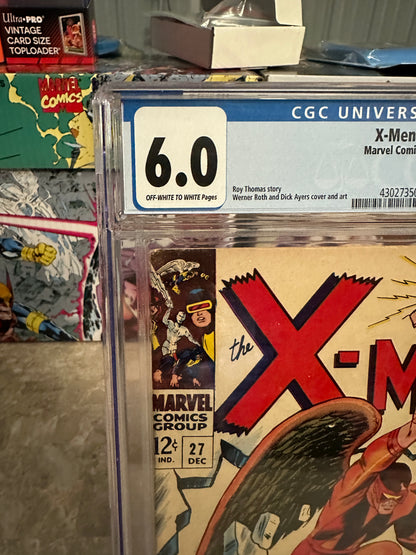 Ultra·PRO®
VINTAGE
CARD SIZE
TOPLOADER
MARVEL
COMICS
CGC UNIVERS
6.0
OFF-WHITE TO WHITE Pages
X-Men
Marvel Comi
Roy Thomas story
Werner Roth and Dick Ayers cover and art
4302735
the X-M
MARVEL
COMICS
GROUP
12¢
IND.
27
DEC